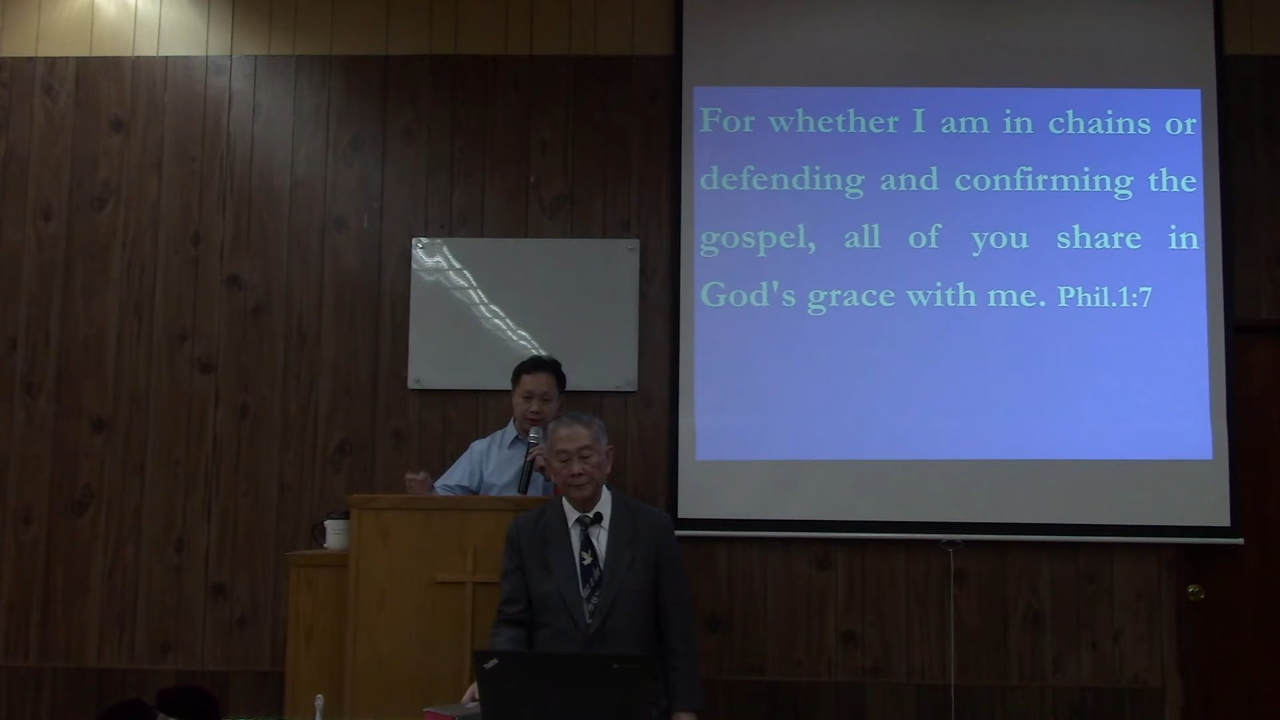 For whether I am in chains or
defending and confirming the
gospel, all of you share in
God's grace with me. Phil.1:7